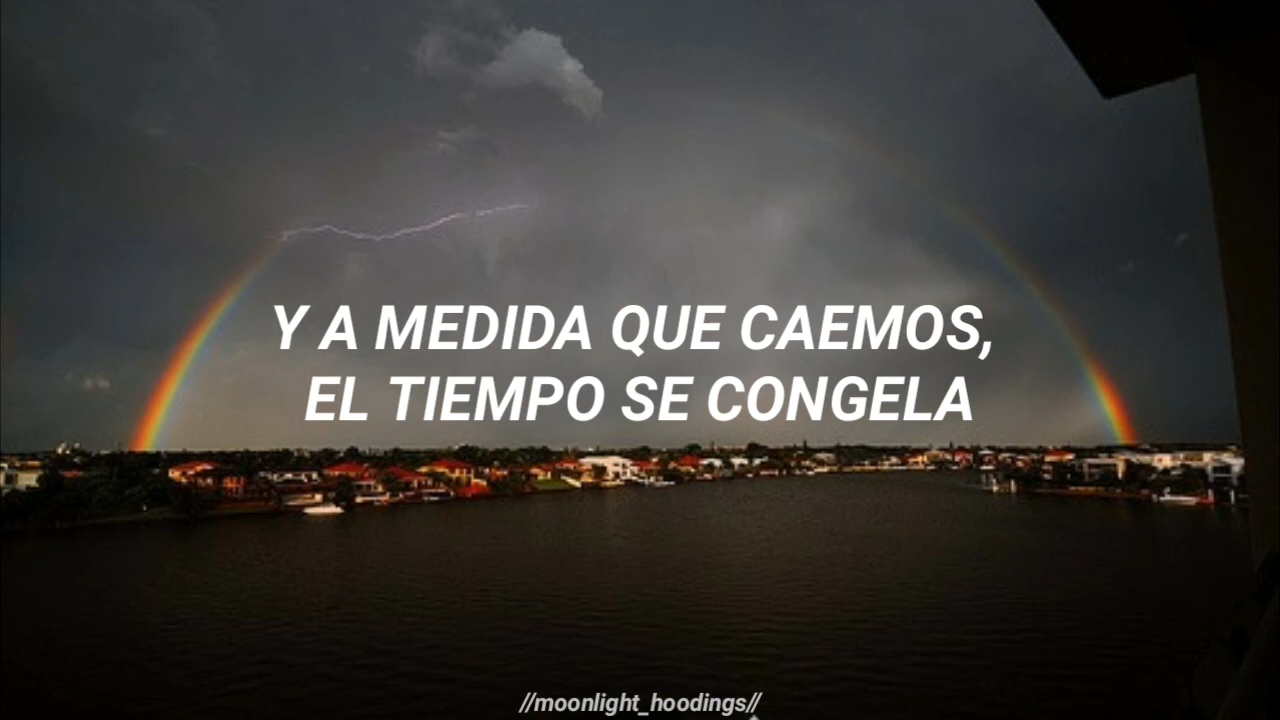 Y A MEDIDA QUE CAEMOS,
EL TIEMPO SE CONGELA
//moonlight_hoodings//